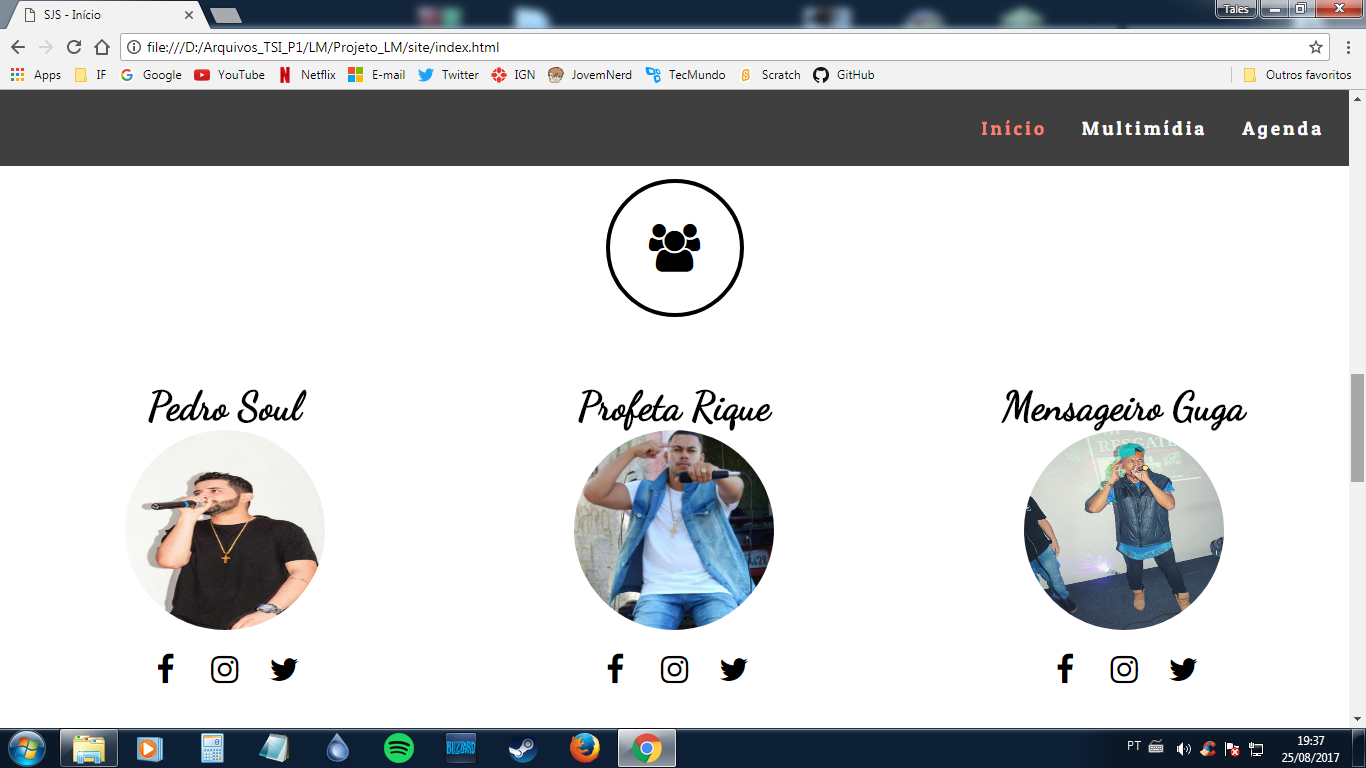 SJS - Início
Tales
file:///D:/Arquivos_TSI_P1/LM/Projeto_LM/site/index.html
Apps IF Google YouTube Netflix E-mail Twitter IGN JovemNerd TecMundo Scratch GitHub Outros favoritos
Início Multimídia Agenda
Pedro Soul Profeta Rique Mensageiro Guga
RESGATE
BLIZZARD
PT 19:37
25/08/2017